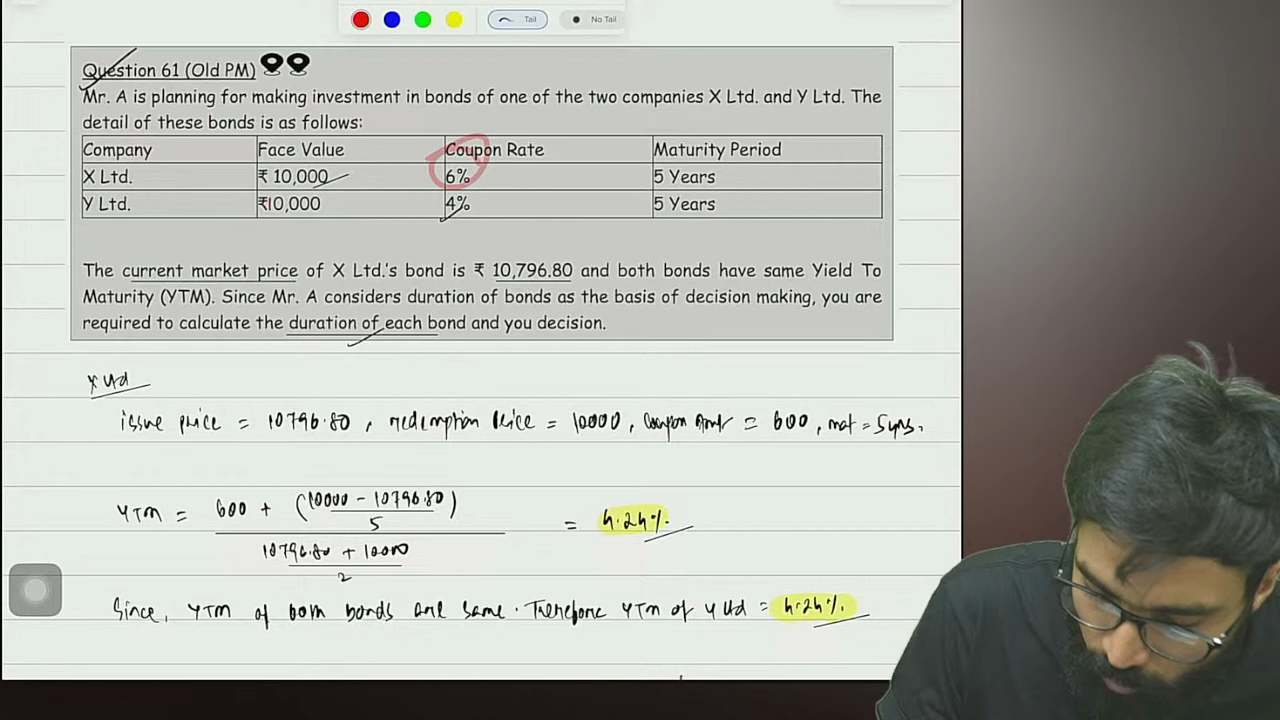 Tail
No Tail
Question 61 (Old PM)
Mr. A is planning for making investment in bonds of one of the two companies X Ltd. and Y Ltd. The
detail of these bonds is as follows:
Company Face Value Coupon Rate Maturity Period
X Ltd. ₹ 10,000 6% 5 Years
Y Ltd. ₹10,000 4% 5 Years
The current market price of X Ltd.'s bond is ₹ 10,796.80 and both bonds have same Yield To
Maturity (YTM). Since Mr. A considers duration of bonds as the basis of decision making, you are
required to calculate the duration of each bond and you decision.
X Ltd
issue price = 10796.80, redemption price = 10000, coupon amt = 600, mat = 5yrs.
YTM = 600 + (10000 - 10796.80)
5
10796.80 + 10000
2
= 4.24%.
Since, YTM of both bonds are same. Therefore YTM of Y Ltd = 4.24%.